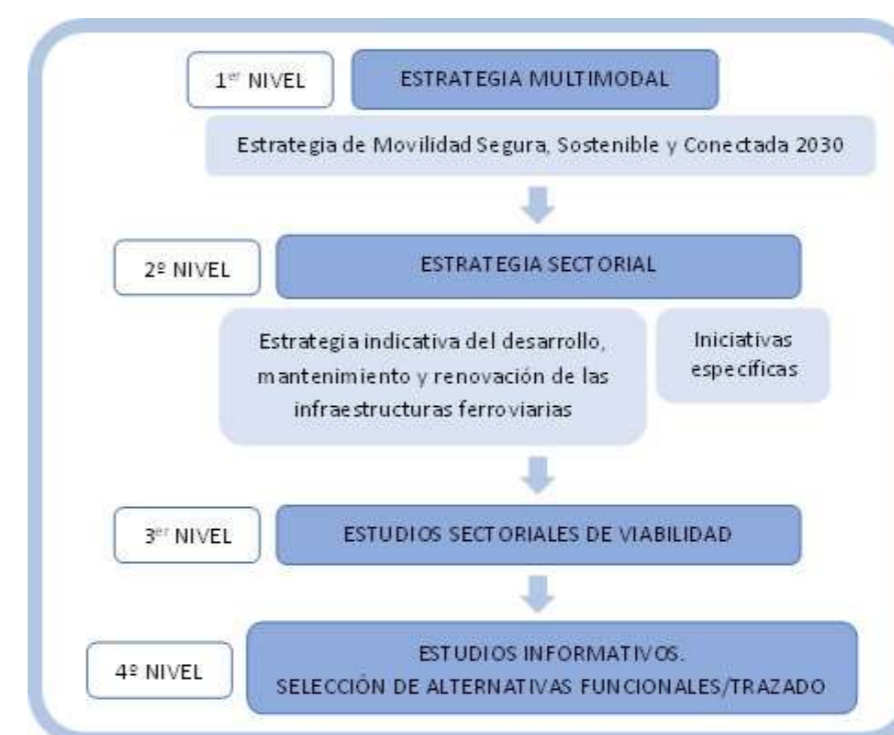 1er NIVEL
ESTRATEGIA MULTIMODAL
Estrategia de Movilidad Segura, Sostenible y Conectada 2030
2º NIVEL
ESTRATEGIA SECTORIAL
Estrategia indicativa del desarrollo,
mantenimiento y renovación de las
infraestructuras ferroviarias
Iniciativas
específicas
3er NIVEL
ESTUDIOS SECTORIALES DE VIABILIDAD
4º NIVEL
ESTUDIOS INFORMATIVOS.
SELECCIÓN DE ALTERNATIVAS FUNCIONALES/TRAZADO